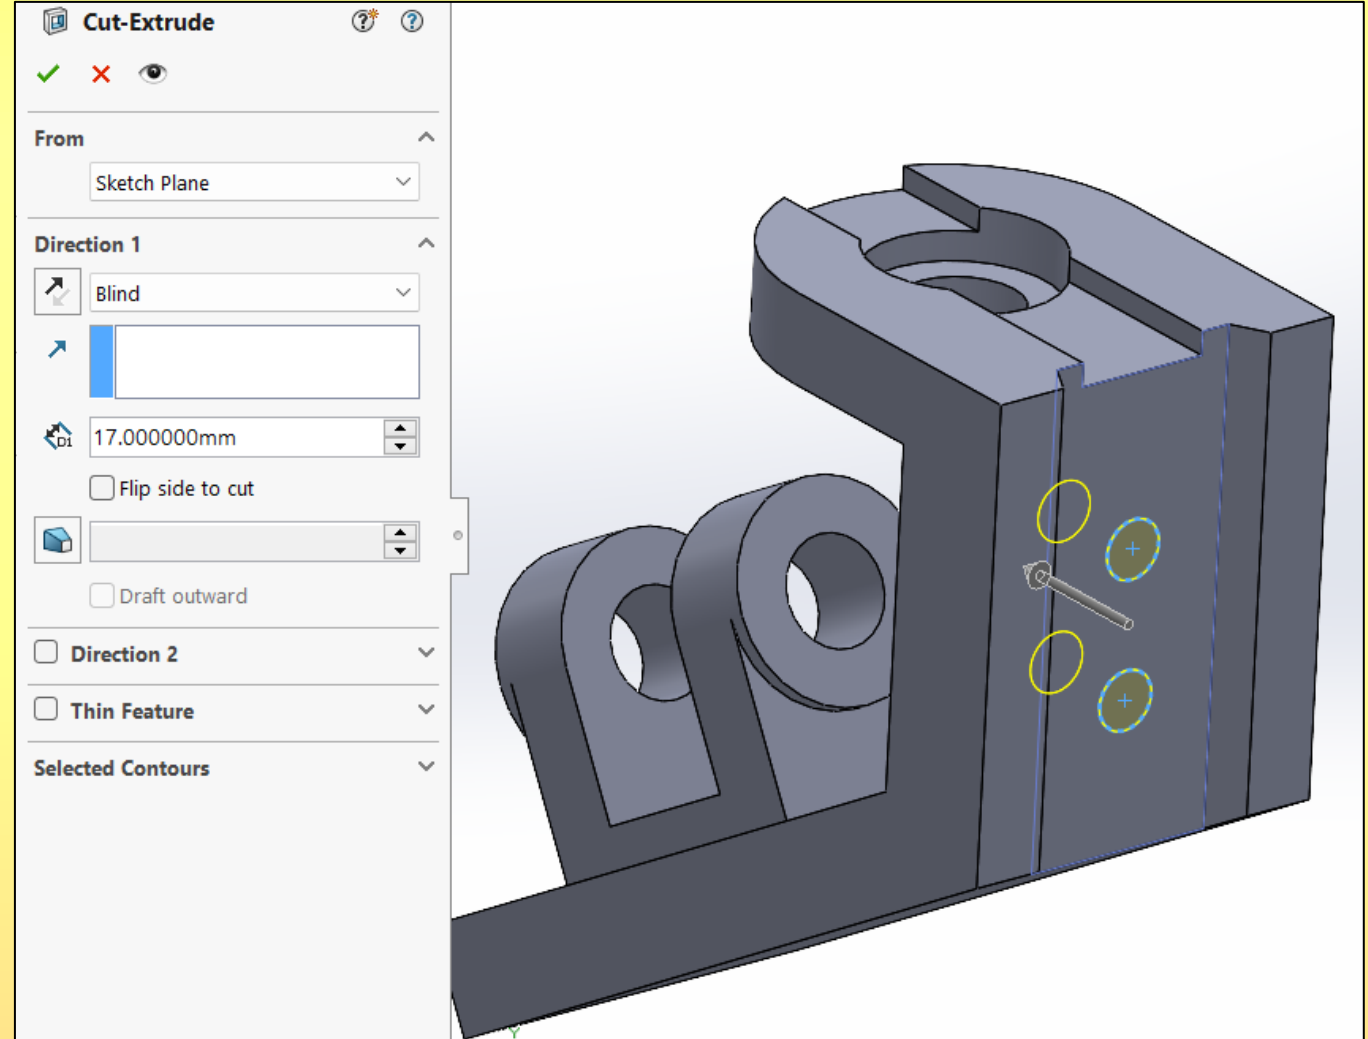 Cut-Extrude
From
Sketch Plane
Direction 1
Blind
D1
17.000000mm
Flip side to cut
Draft outward
Direction 2
Thin Feature
Selected Contours
Y